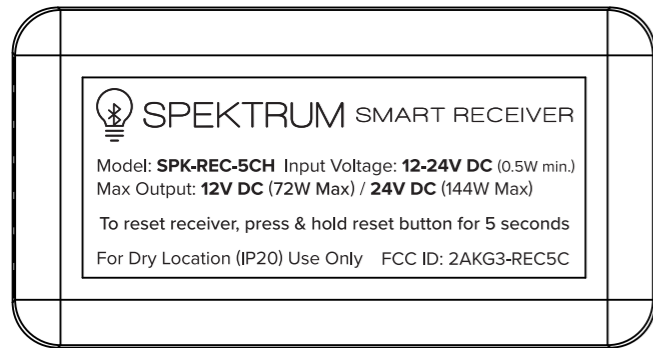 SPEKTRUM SMART RECEIVER
Model: SPK-REC-5CH Input Voltage: 12-24V DC (0.5W min.)
Max Output: 12V DC (72W Max) / 24V DC (144W Max)
To reset receiver, press & hold reset button for 5 seconds
For Dry Location (IP20) Use Only FCC ID: 2AKG3-REC5C